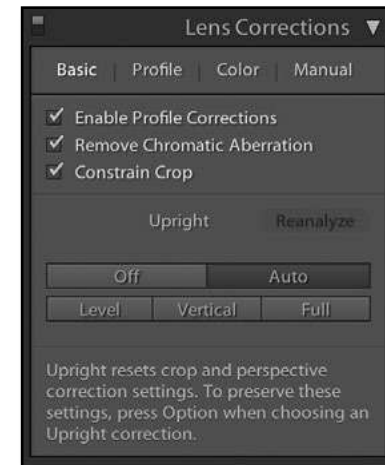 Lens Corrections ▼
Basic | Profile | Color | Manual
Enable Profile Corrections
Remove Chromatic Aberration
Constrain Crop
Upright Reanalyze
Off Auto
Level Vertical Full
Upright resets crop and perspective
correction settings. To preserve these
settings, press Option when choosing an
Upright correction.